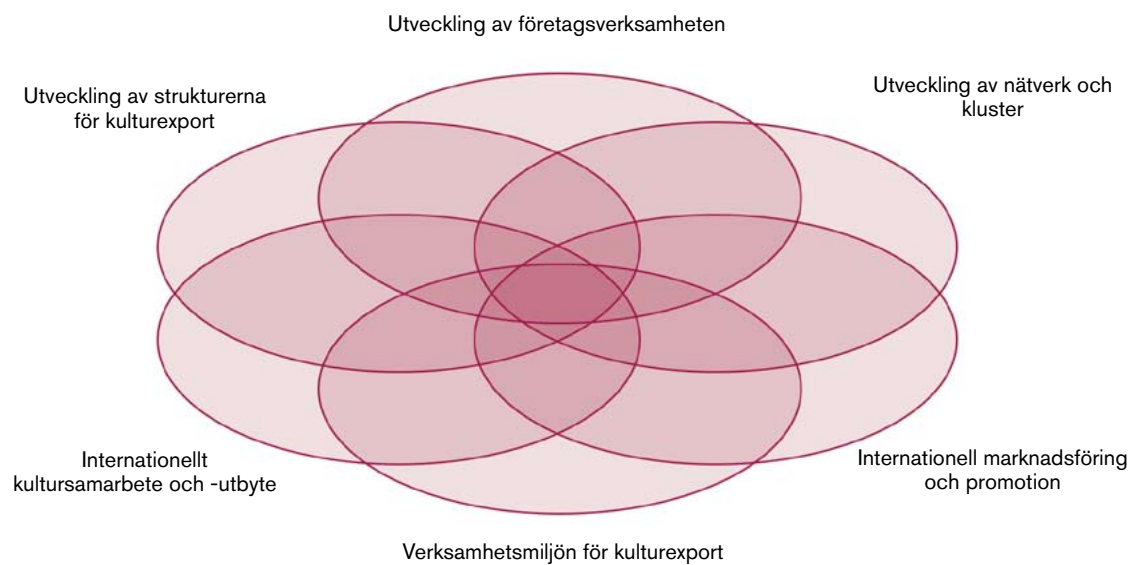 Utveckling av företagsverksamheten
Utveckling av strukturerna
för kulturexport
Utveckling av nätverk och
kluster
Internationellt
kultursamarbete och -utbyte
Internationell marknadsföring
och promotion
Verksamhetsmiljön för kulturexport